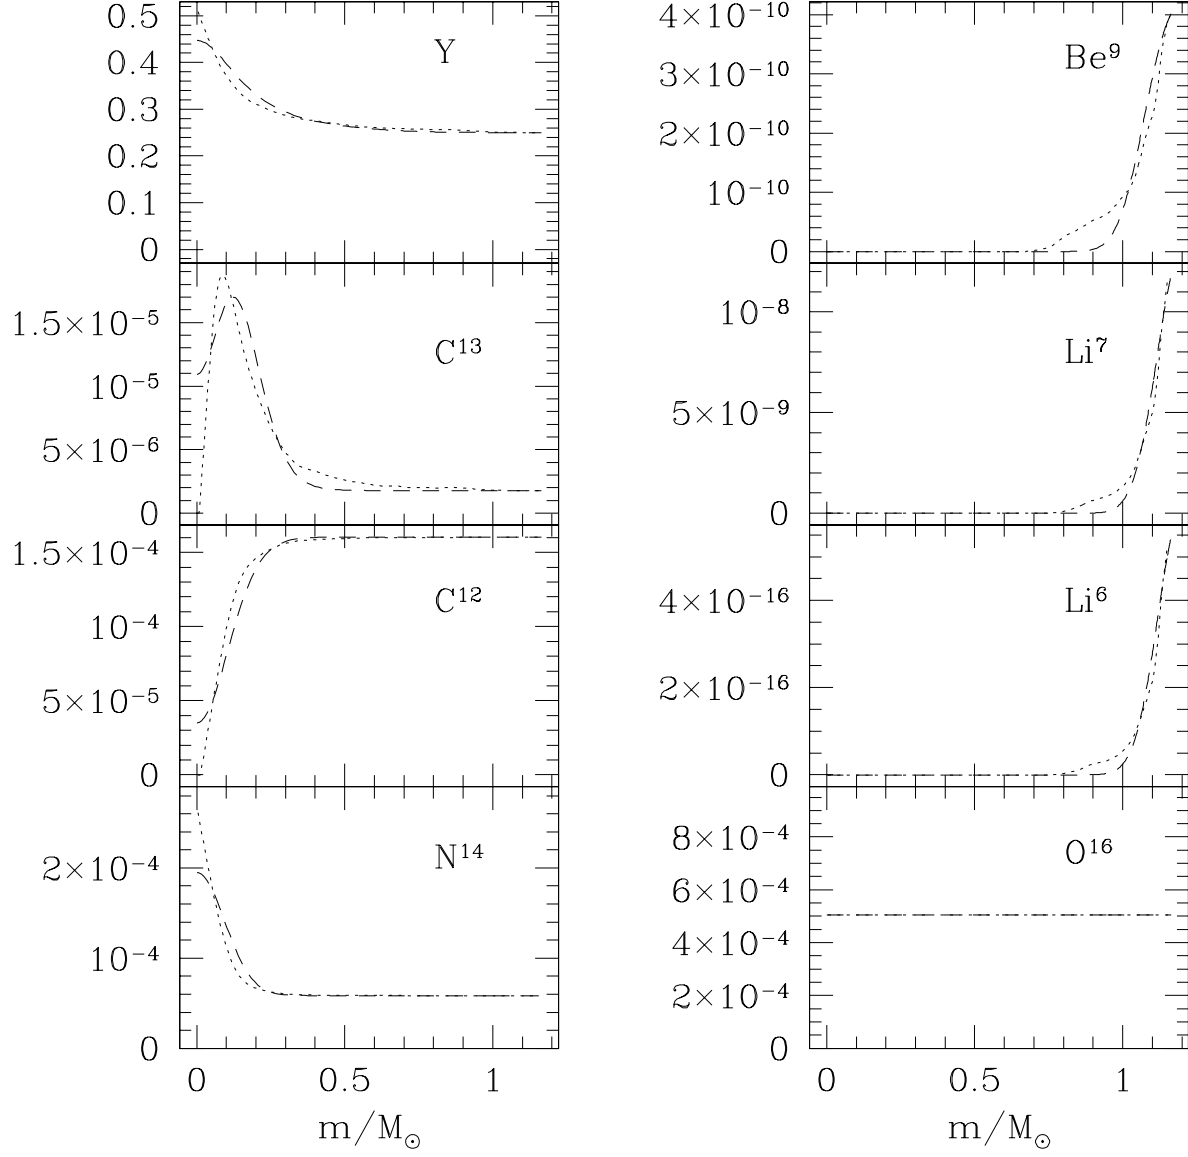 0.5
0.4
0.3
0.2
0.1
0
Y
1.5×10⁻⁵
10⁻⁵
5×10⁻⁶
0
C¹³
1.5×10⁻⁴
10⁻⁴
5×10⁻⁵
0
C¹²
2×10⁻⁴
10⁻⁴
0
N¹⁴
0 0.5 1
m/M⊙
4×10⁻¹⁰
3×10⁻¹⁰
2×10⁻¹⁰
10⁻¹⁰
0
Be⁹
10⁻⁸
5×10⁻⁹
0
Li⁷
4×10⁻¹⁶
2×10⁻¹⁶
0
Li⁶
8×10⁻⁴
6×10⁻⁴
4×10⁻⁴
2×10⁻⁴
0
O¹⁶
0 0.5 1
m/M⊙